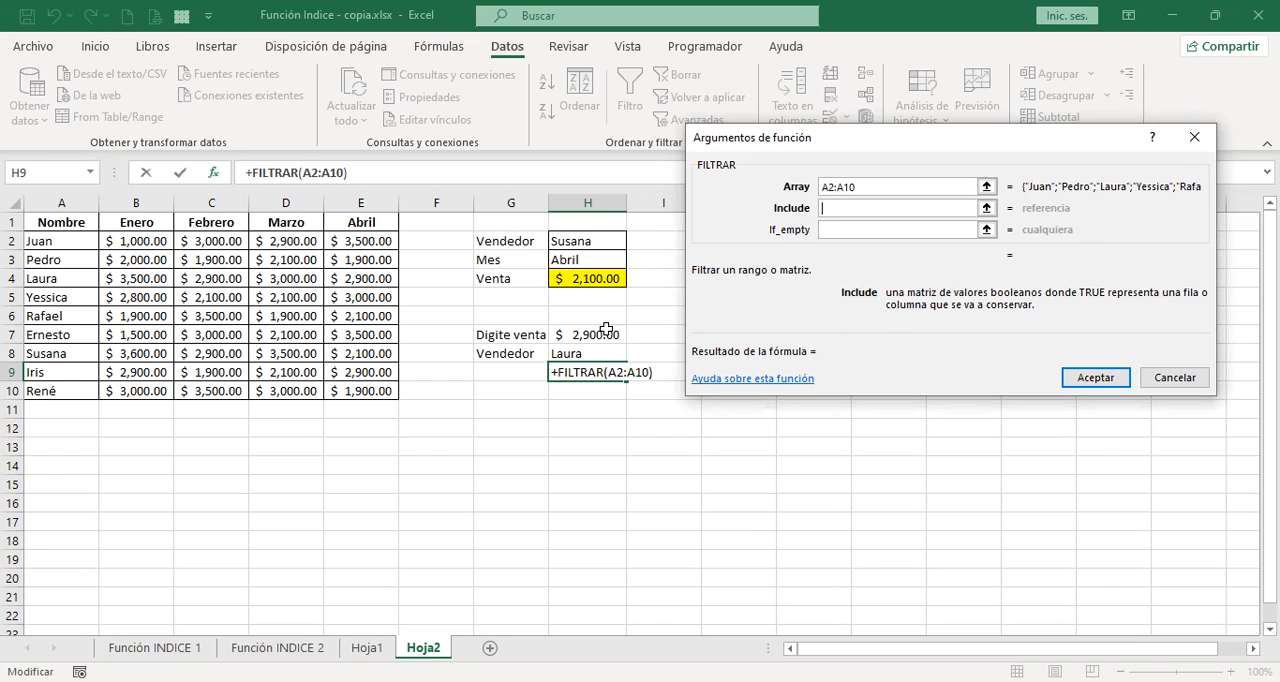 Función Indice - copia.xlsx - Excel
Buscar
Inic. ses.
Archivo Inicio Libros Insertar Disposición de página Fórmulas Datos Revisar Vista Programador Ayuda
Compartir
Obtener datos
Desde el texto/CSV
De la web
From Table/Range
Fuentes recientes
Conexiones existentes
Obtener y transformar datos
Actualizar todo
Consultas y conexiones
Propiedades
Editar vínculos
Consultas y conexiones
Ordenar
Filtro
Borrar
Volver a aplicar
Avanzadas
Ordenar y filtrar
Texto en columnas
Análisis de hipótesis
Previsión
Agrupar
Desagrupar
Subtotal
H9
fx
+FILTRAR(A2:A10)
A B C D E F G H I
1 Nombre Enero Febrero Marzo Abril
2 Juan $ 1,000.00 $ 3,000.00 $ 2,900.00 $ 3,500.00 Vendedor Susana
3 Pedro $ 2,000.00 $ 1,900.00 $ 2,100.00 $ 1,900.00 Mes Abril
4 Laura $ 3,500.00 $ 2,900.00 $ 3,000.00 $ 2,900.00 Venta $ 2,100.00
5 Yessica $ 2,800.00 $ 2,100.00 $ 2,100.00 $ 3,000.00
6 Rafael $ 1,900.00 $ 3,500.00 $ 1,900.00 $ 2,100.00
7 Ernesto $ 1,500.00 $ 3,000.00 $ 2,100.00 $ 3,500.00 Digite venta $ 2,900.00
8 Susana $ 3,600.00 $ 2,900.00 $ 3,500.00 $ 2,100.00 Vendedor Laura
9 Iris $ 2,900.00 $ 1,900.00 $ 2,100.00 $ 2,900.00 +FILTRAR(A2:A10)
10 René $ 3,000.00 $ 3,500.00 $ 3,000.00 $ 1,900.00
11
12
13
14
15
16
17
18
19
20
21
22
23
Argumentos de función
?
FILTRAR
Array A2:A10 = {"Juan";"Pedro";"Laura";"Yessica";"Rafa
Include = referencia
If_empty = cualquiera
=
Filtrar un rango o matriz.
Include una matriz de valores booleanos donde TRUE representa una fila o
columna que se va a conservar.
Resultado de la fórmula =
Ayuda sobre esta función
Aceptar Cancelar
Función INDICE 1 Función INDICE 2 Hoja1 Hoja2
Modificar
100%